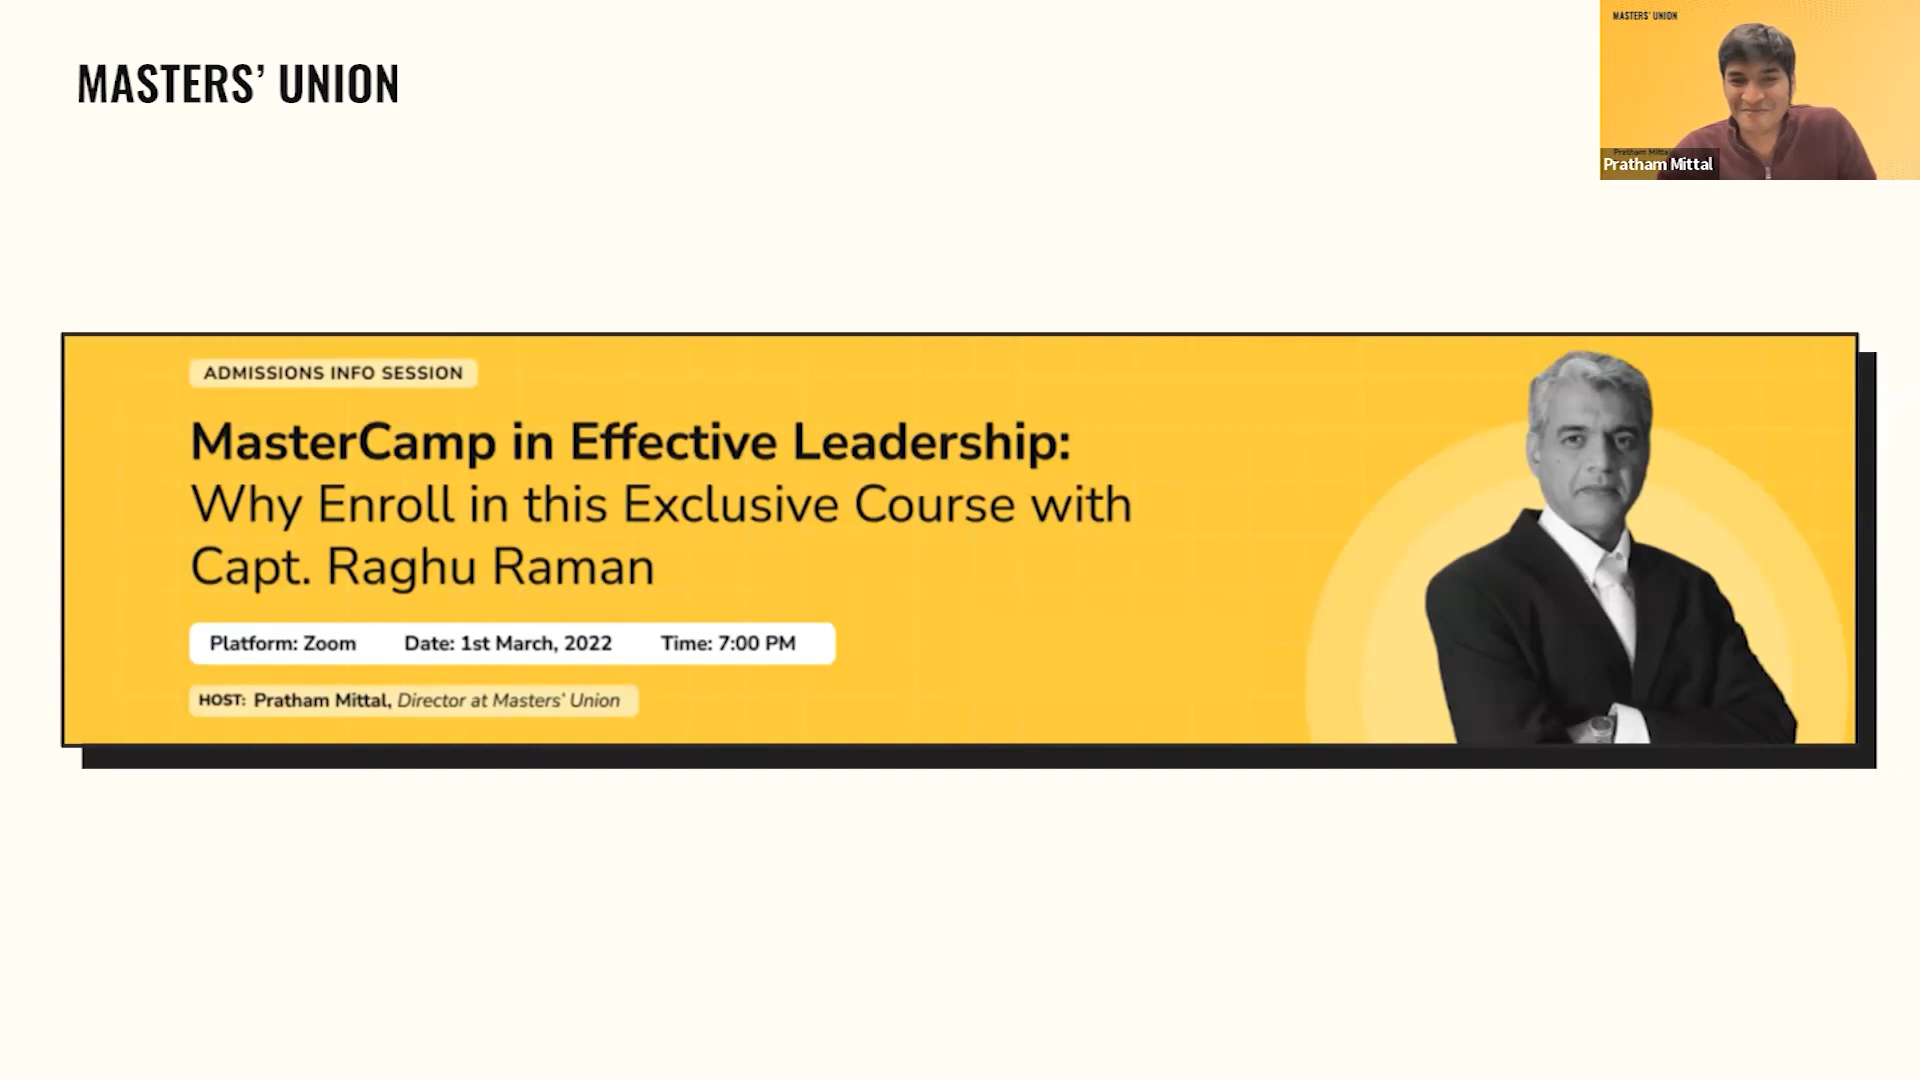 MASTERS’ UNION
MASTERS' UNION
Pratham Mittal
Pratham Mittal
ADMISSIONS INFO SESSION
MasterCamp in Effective Leadership:
Why Enroll in this Exclusive Course with
Capt. Raghu Raman
Platform: Zoom Date: 1st March, 2022 Time: 7:00 PM
HOST: Pratham Mittal, Director at Masters’ Union